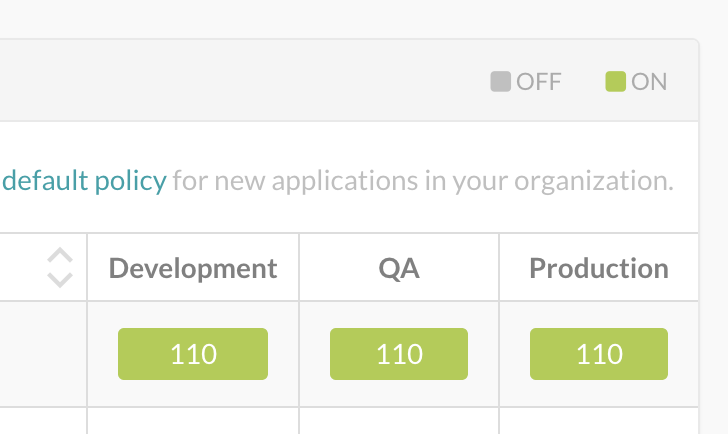 OFF ON
default policy for new applications in your organization.
Development QA Production
110 110 110